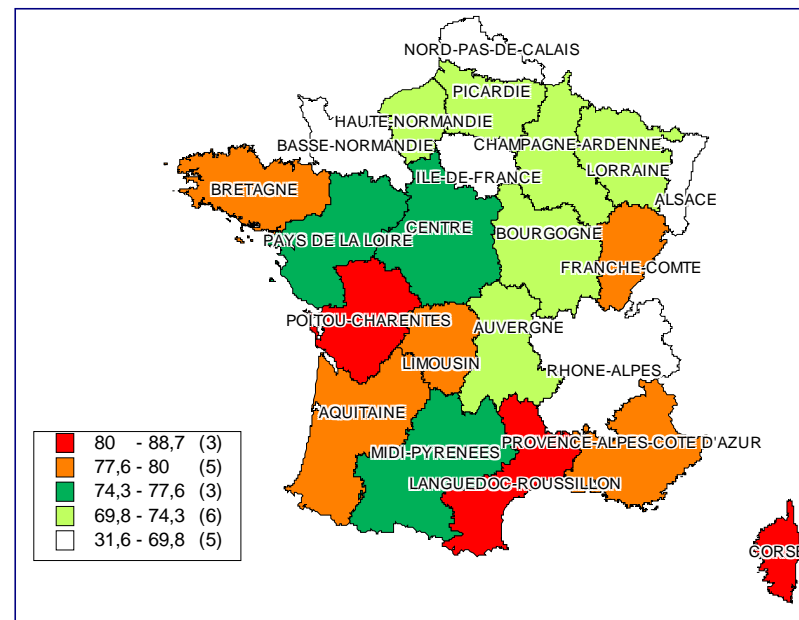 NORD-PAS-DE-CALAIS
PICARDIE
HAUTE-NORMANDIE
BASSE-NORMANDIE
CHAMPAGNE-ARDENNE
ILE-DE-FRANCE
LORRAINE
ALSACE
BRETAGNE
PAYS DE LA LOIRE
CENTRE
BOURGOGNE
FRANCHE-COMTE
POITOU-CHARENTES
AUVERGNE
LIMOUSIN
RHONE-ALPES
AQUITAINE
MIDI-PYRENEES
PROVENCE-ALPES-COTE D'AZUR
LANGUEDOC-ROUSSILLON
CORSE
80 - 88,7 (3)
77,6 - 80 (5)
74,3 - 77,6 (3)
69,8 - 74,3 (6)
31,6 - 69,8 (5)